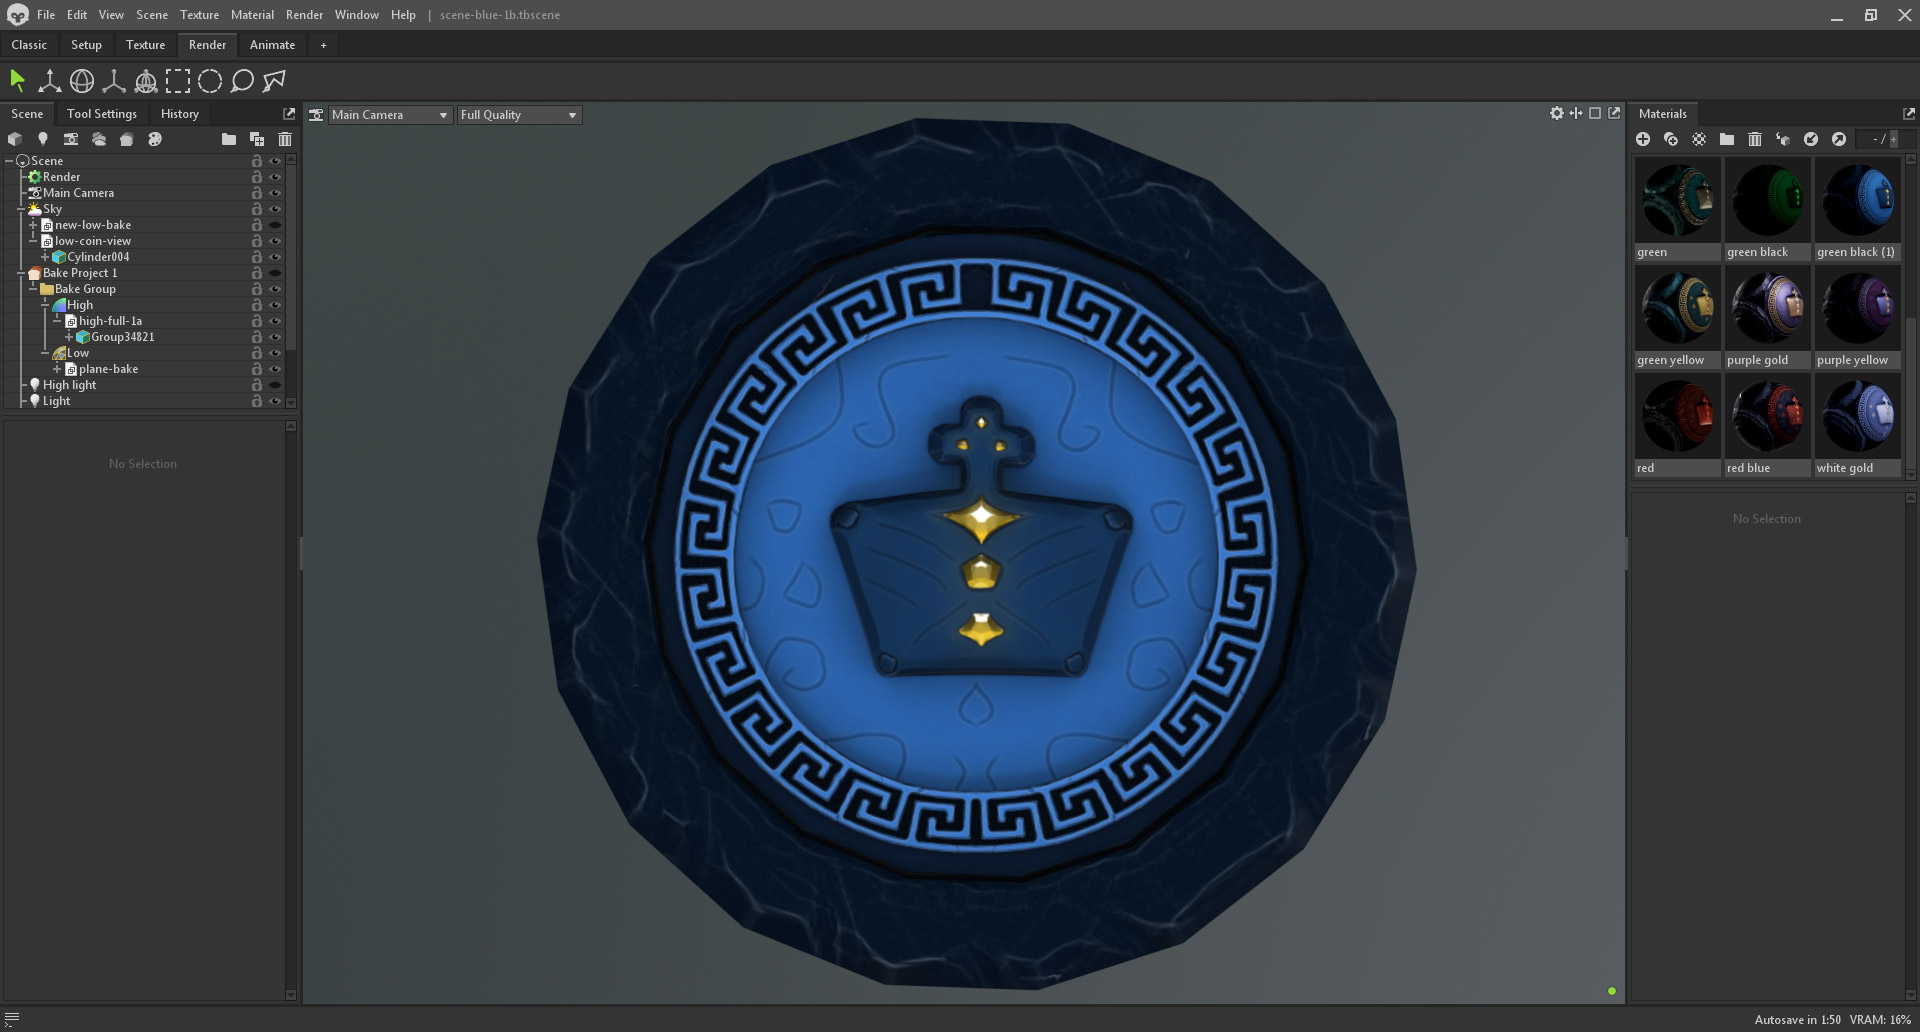 File Edit View Scene Texture Material Render Window Help | scene-blue-1b.tbscene
Classic Setup Texture Render Animate +
Scene Tool Settings History
Main Camera Full Quality
Materials
- / +
Scene
Render
Main Camera
Sky
new-low-bake
low-coin-view
Cylinder004
Bake Project 1
Bake Group
High
high-full-1a
Group34821
Low
plane-bake
High light
Light
No Selection
green green black green black (1)
green yellow purple gold purple yellow
red red blue white gold
No Selection
Autosave in 1:50 VRAM: 16%